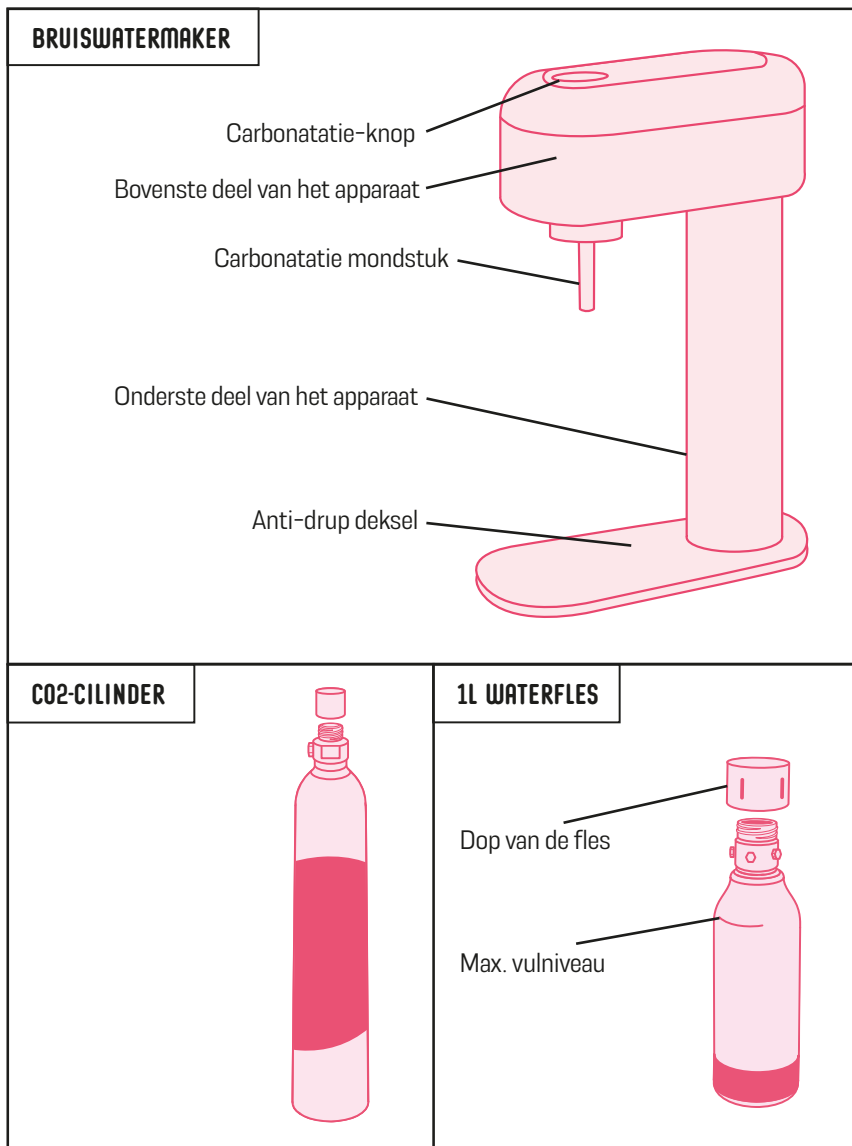 BRUISWATERMAKER
Carbonatatie-knop
Bovenste deel van het apparaat
Carbonatatie mondstuk
Onderste deel van het apparaat
Anti-drup deksel
CO2-CILINDER
1L WATERFLES
Dop van de fles
Max. vulniveau